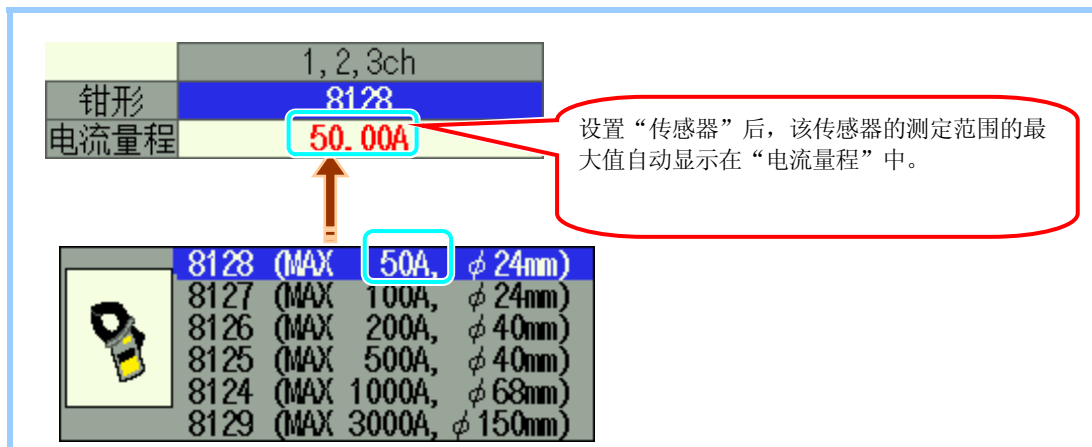 1,2,3ch
钳形 8128
电流量程 50.00A
设置“传感器”后，该传感器的测定范围的最
大值自动显示在“电流量程”中。
8128 (MAX 50A, φ24mm)
8127 (MAX 100A, φ24mm)
8126 (MAX 200A, φ40mm)
8125 (MAX 500A, φ40mm)
8124 (MAX 1000A, φ68mm)
8129 (MAX 3000A, φ150mm)